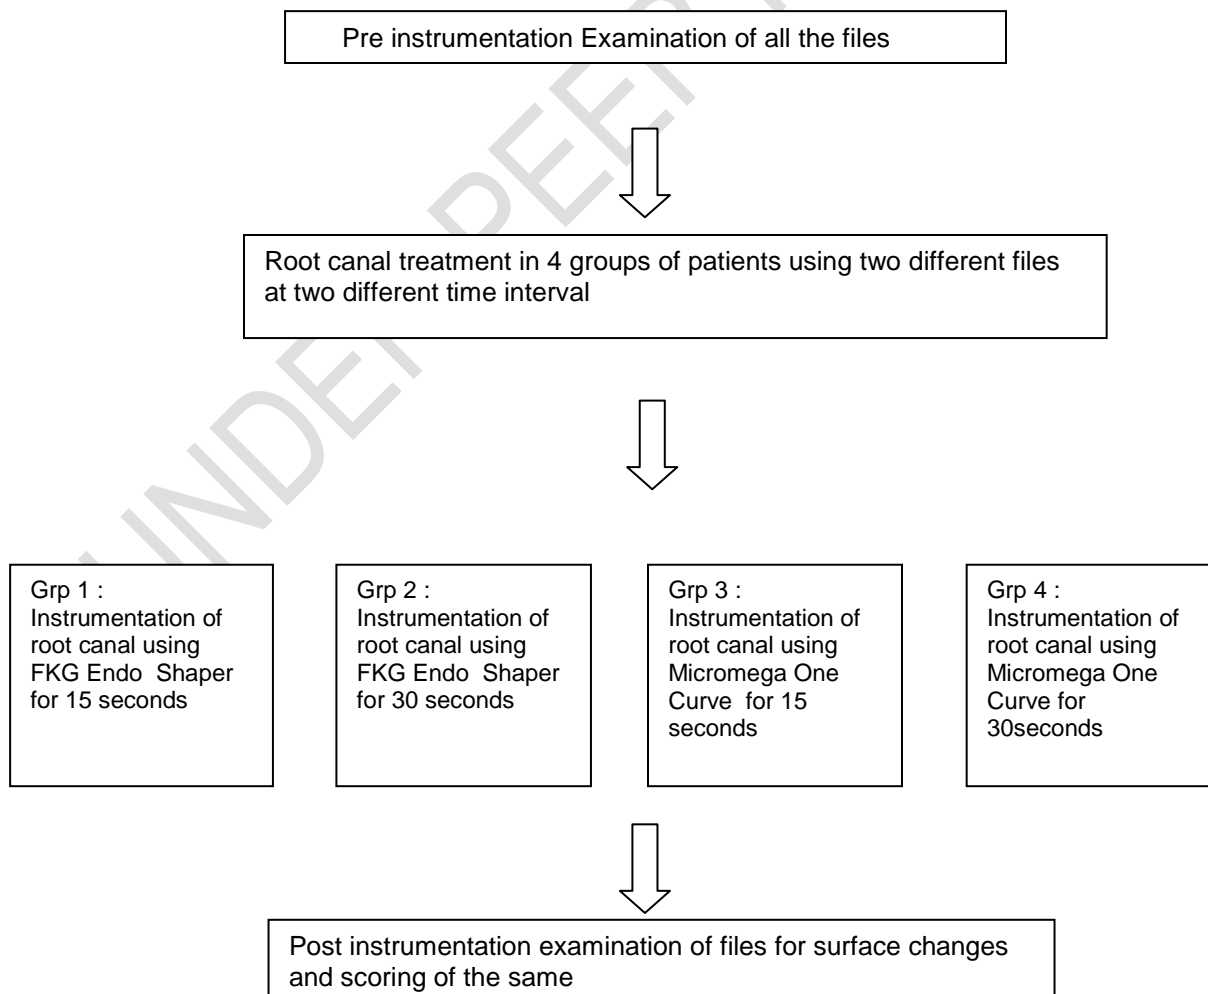 Pre instrumentation Examination of all the files
Root canal treatment in 4 groups of patients using two different files
at two different time interval
Grp 1 :
Instrumentation of
root canal using
FKG Endo Shaper
for 15 seconds
Grp 2 :
Instrumentation of
root canal using
FKG Endo Shaper
for 30 seconds
Grp 3 :
Instrumentation of
root canal using
Micromega One
Curve for 15
seconds
Grp 4 :
Instrumentation of
root canal using
Micromega One
Curve for
30seconds
Post instrumentation examination of files for surface changes
and scoring of the same
UNDER PEER